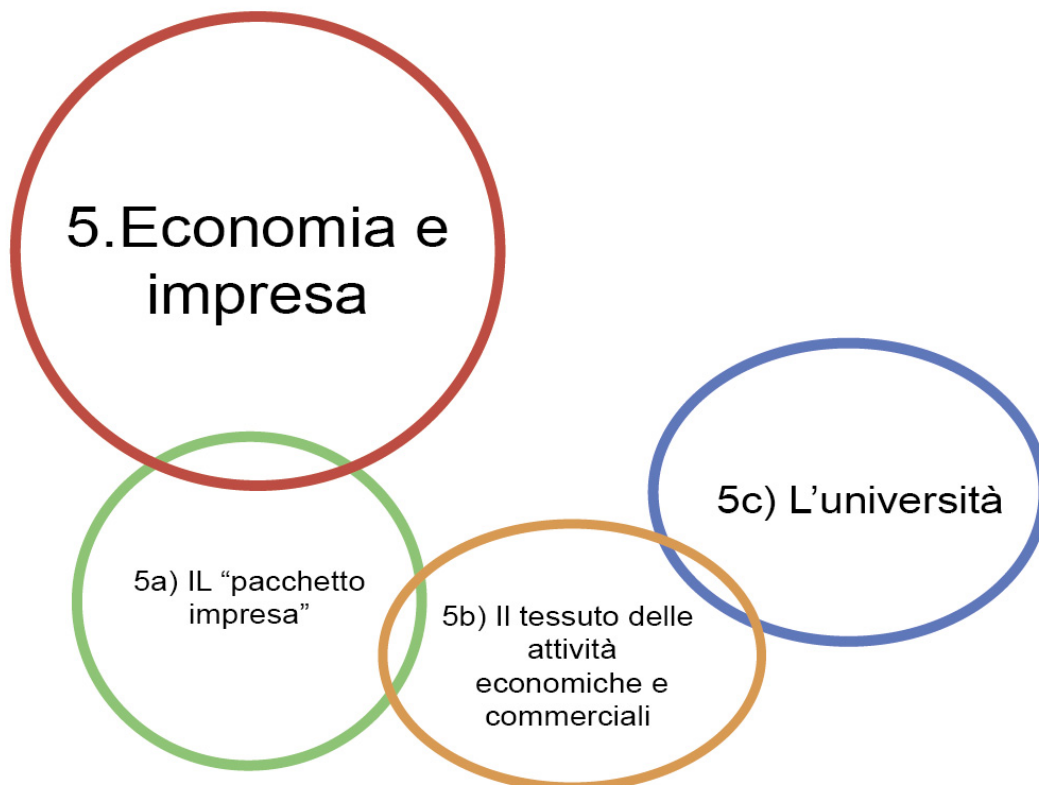 5.Economia e
impresa
5a) IL “pacchetto
impresa”
5b) Il tessuto delle
attività
economiche e
commerciali
5c) L’università